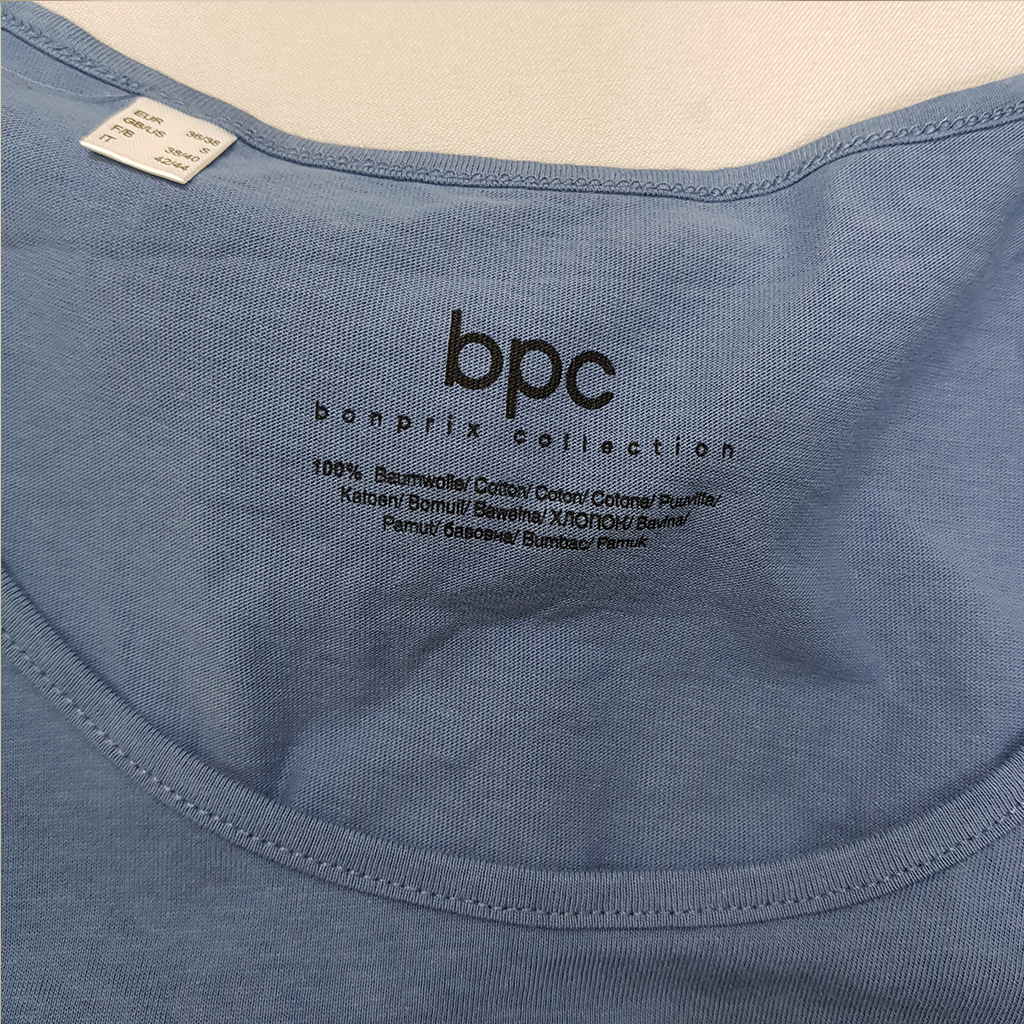 EUR 36/38
GB/US S
F/B 38/40
IT 42/44
bpc
bonprix collection
100% Baumwolle/ Cotton/ Coton/ Cotone/ Puuvilla/
Katoen/ Bomull/ Bawełna/ ХЛОПОК/ Bavlna/
Pamut/ бавовна/ Bumbac/ Pamuk